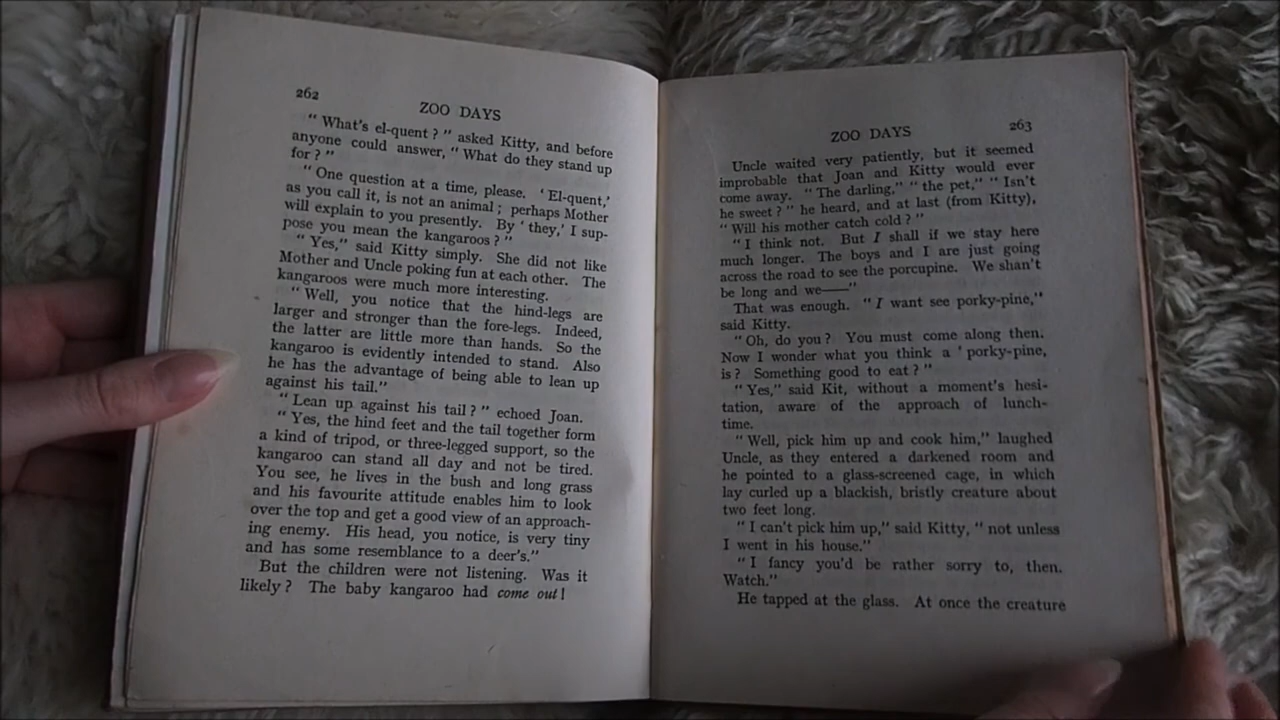 262
ZOO DAYS
" What's el-quent ? " asked Kitty, and before
anyone could answer, " What do they stand up
for ? "
" One question at a time, please. ' El-quent,'
as you call it, is not an animal ; perhaps Mother
will explain to you presently. By ' they,' I sup-
pose you mean the kangaroos ? "
" Yes," said Kitty simply. She did not like
Mother and Uncle poking fun at each other. The
kangaroos were much more interesting.
" Well, you notice that the hind-legs are
larger and stronger than the fore-legs. Indeed,
the latter are little more than hands. So the
kangaroo is evidently intended to stand. Also
he has the advantage of being able to lean up
against his tail."
" Lean up against his tail ? " echoed Joan.
" Yes, the hind feet and the tail together form
a kind of tripod, or three-legged support, so the
kangaroo can stand all day and not be tired.
You see, he lives in the bush and long grass
and his favourite attitude enables him to look
over the top and get a good view of an approach-
ing enemy. His head, you notice, is very tiny
and has some resemblance to a deer's."
But the children were not listening. Was it
likely ? The baby kangaroo had come out !
ZOO DAYS
263
Uncle waited very patiently, but it seemed
improbable that Joan and Kitty would ever
come away. " The darling," " the pet," " Isn't
he sweet ? " he heard, and at last (from Kitty),
" Will his mother catch cold ? "
" I think not. But I shall if we stay here
much longer. The boys and I are just going
across the road to see the porcupine. We shan't
be long and we—— "
That was enough. " I want see porky-pine,"
said Kitty.
" Oh, do you ? You must come along then.
Now I wonder what you think a ' porky-pine,
is ? Something good to eat ? "
" Yes," said Kit, without a moment's hesi-
tation, aware of the approach of lunch-
time.
" Well, pick him up and cook him," laughed
Uncle, as they entered a darkened room and
he pointed to a glass-screened cage, in which
lay curled up a blackish, bristly creature about
two feet long.
" I can't pick him up," said Kitty, " not unless
I went in his house."
" I fancy you'd be rather sorry to, then.
Watch."
He tapped at the glass. At once the creature